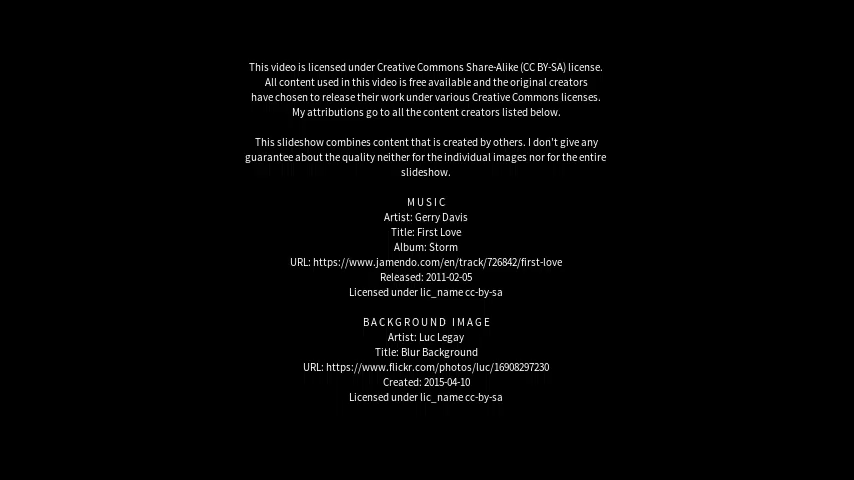 This video is licensed under Creative Commons Share-Alike (CC BY-SA) license.
All content used in this video is free available and the original creators
have chosen to release their work under various Creative Commons licenses.
My attributions go to all the content creators listed below.
This slideshow combines content that is created by others. I don't give any
guarantee about the quality neither for the individual images nor for the entire
slideshow.
MUSIC
Artist: Gerry Davis
Title: First Love
Album: Storm
URL: https://www.jamendo.com/en/track/726842/first-love
Released: 2011-02-05
Licensed under lic_name cc-by-sa
BACKGROUND IMAGE
Artist: Luc Legay
Title: Blur Background
URL: https://www.flickr.com/photos/luc/16908297230
Created: 2015-04-10
Licensed under lic_name cc-by-sa